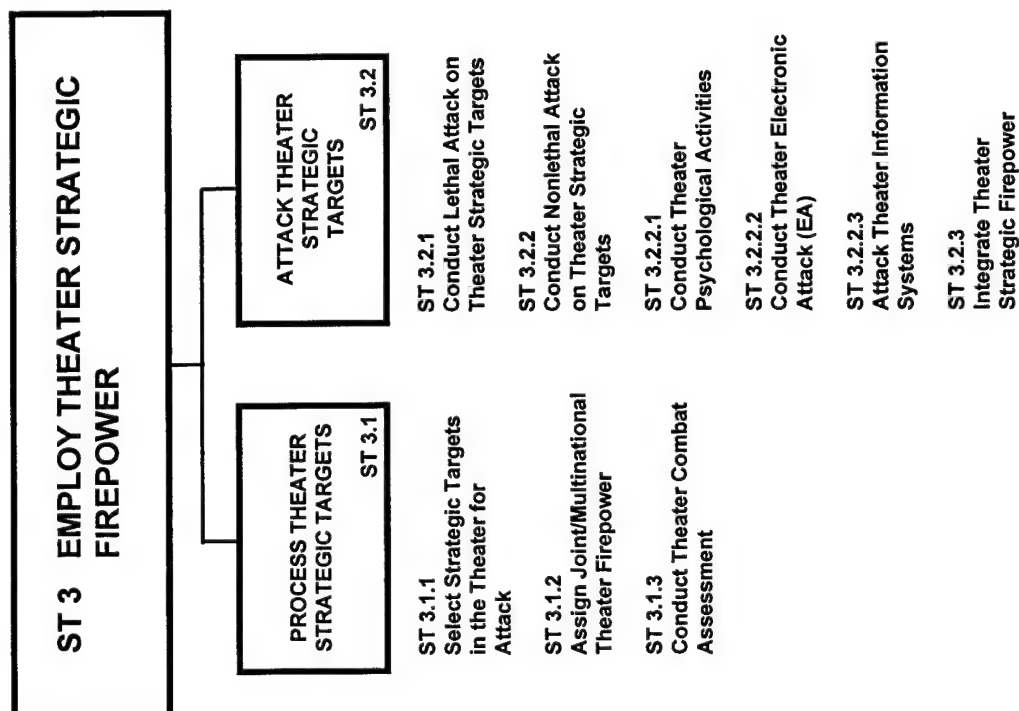 ST 3 EMPLOY THEATER STRATEGIC
FIREPOWER
PROCESS THEATER
STRATEGIC TARGETS
ST 3.1
ST 3.1.1
Select Strategic Targets
in the Theater for
Attack
ST 3.1.2
Assign Joint/Multinational
Theater Firepower
ST 3.1.3
Conduct Theater Combat
Assessment
ATTACK THEATER
STRATEGIC
TARGETS
ST 3.2
ST 3.2.1
Conduct Lethal Attack on
Theater Strategic Targets
ST 3.2.2
Conduct Nonlethal Attack
on Theater Strategic
Targets
ST 3.2.2.1
Conduct Theater
Psychological Activities
ST 3.2.2.2
Conduct Theater Electronic
Attack (EA)
ST 3.2.2.3
Attack Theater Information
Systems
ST 3.2.3
Integrate Theater
Strategic Firepower